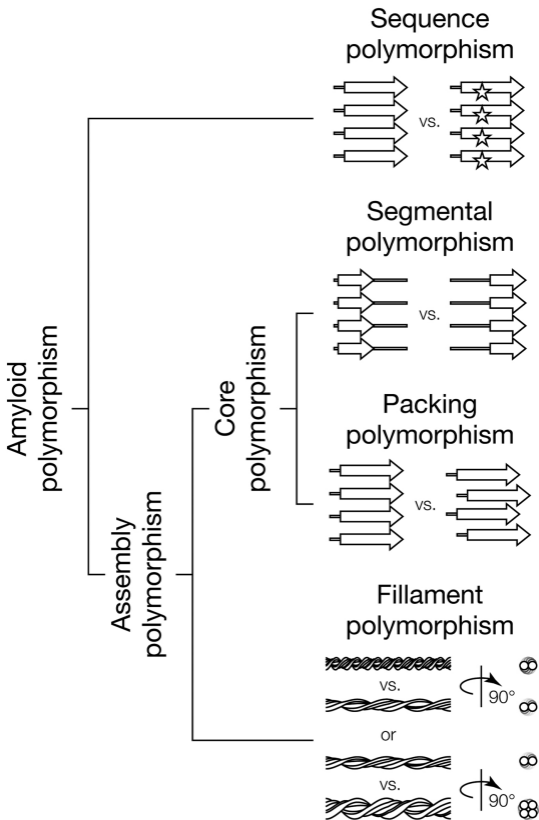 Sequence
polymorphism
vs.
Segmental
polymorphism
vs.
Amyloid
polymorphism
Core
polymorphism
Packing
polymorphism
vs.
Assembly
polymorphism
Fillament
polymorphism
vs.
90°
or
vs.
90°